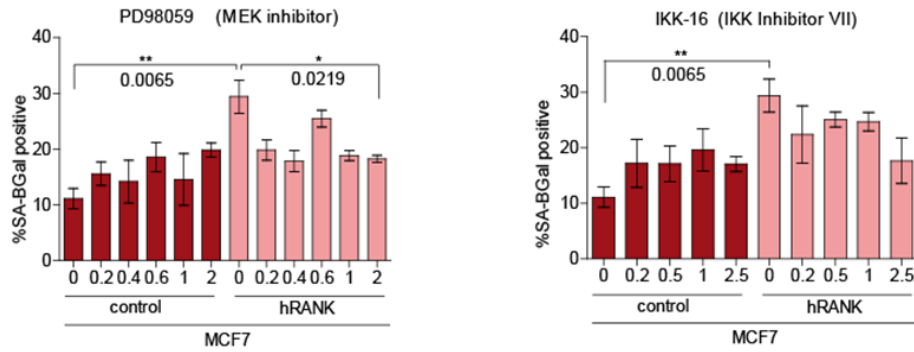 PD98059 (MEK inhibitor)
%SA-BGal positive
40
30
20
10
0
**
0.0065
*
0.0219
0 0.2 0.4 0.6 1 2 0 0.2 0.4 0.6 1 2
control hRANK
MCF7
IKK-16 (IKK Inhibitor VII)
%SA-BGal positive
40
30
20
10
0
**
0.0065
0 0.2 0.5 1 2.5 0 0.2 0.5 1 2.5
control hRANK
MCF7